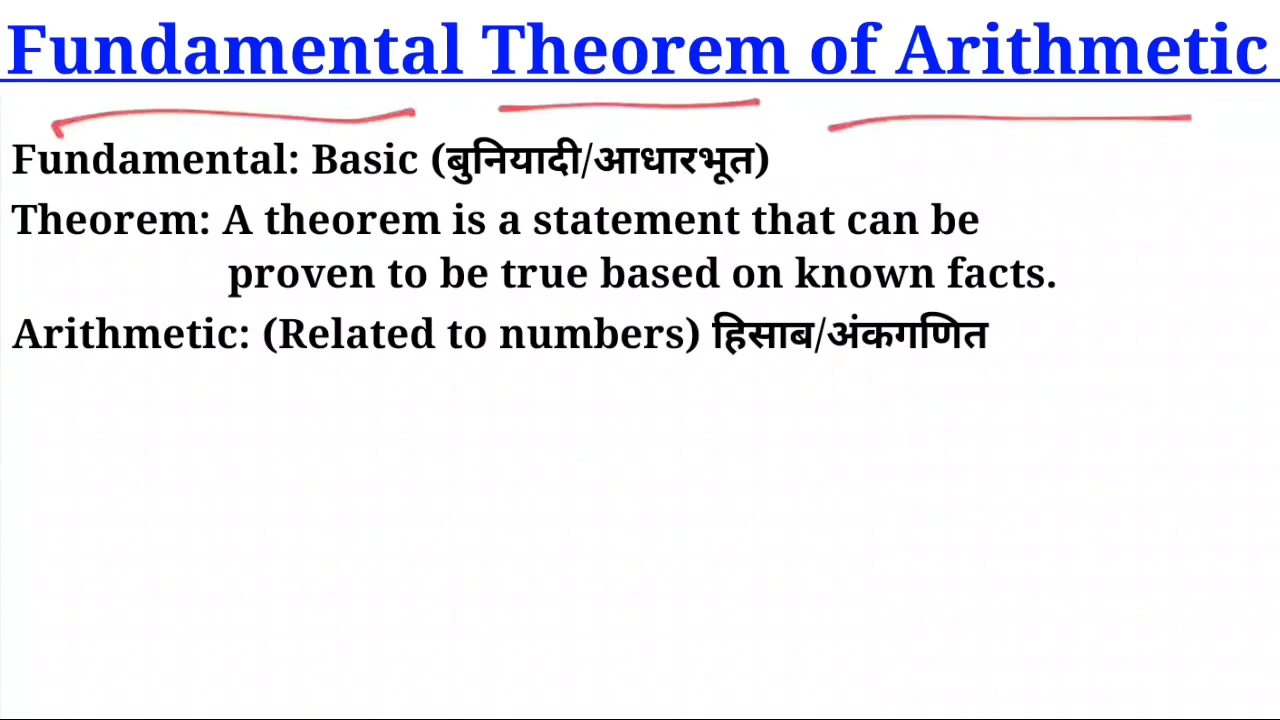 Fundamental Theorem of Arithmetic
Fundamental: Basic (बुनियादी/आधारभूत)
Theorem: A theorem is a statement that can be
proven to be true based on known facts.
Arithmetic: (Related to numbers) हिसाब/अंकगणित